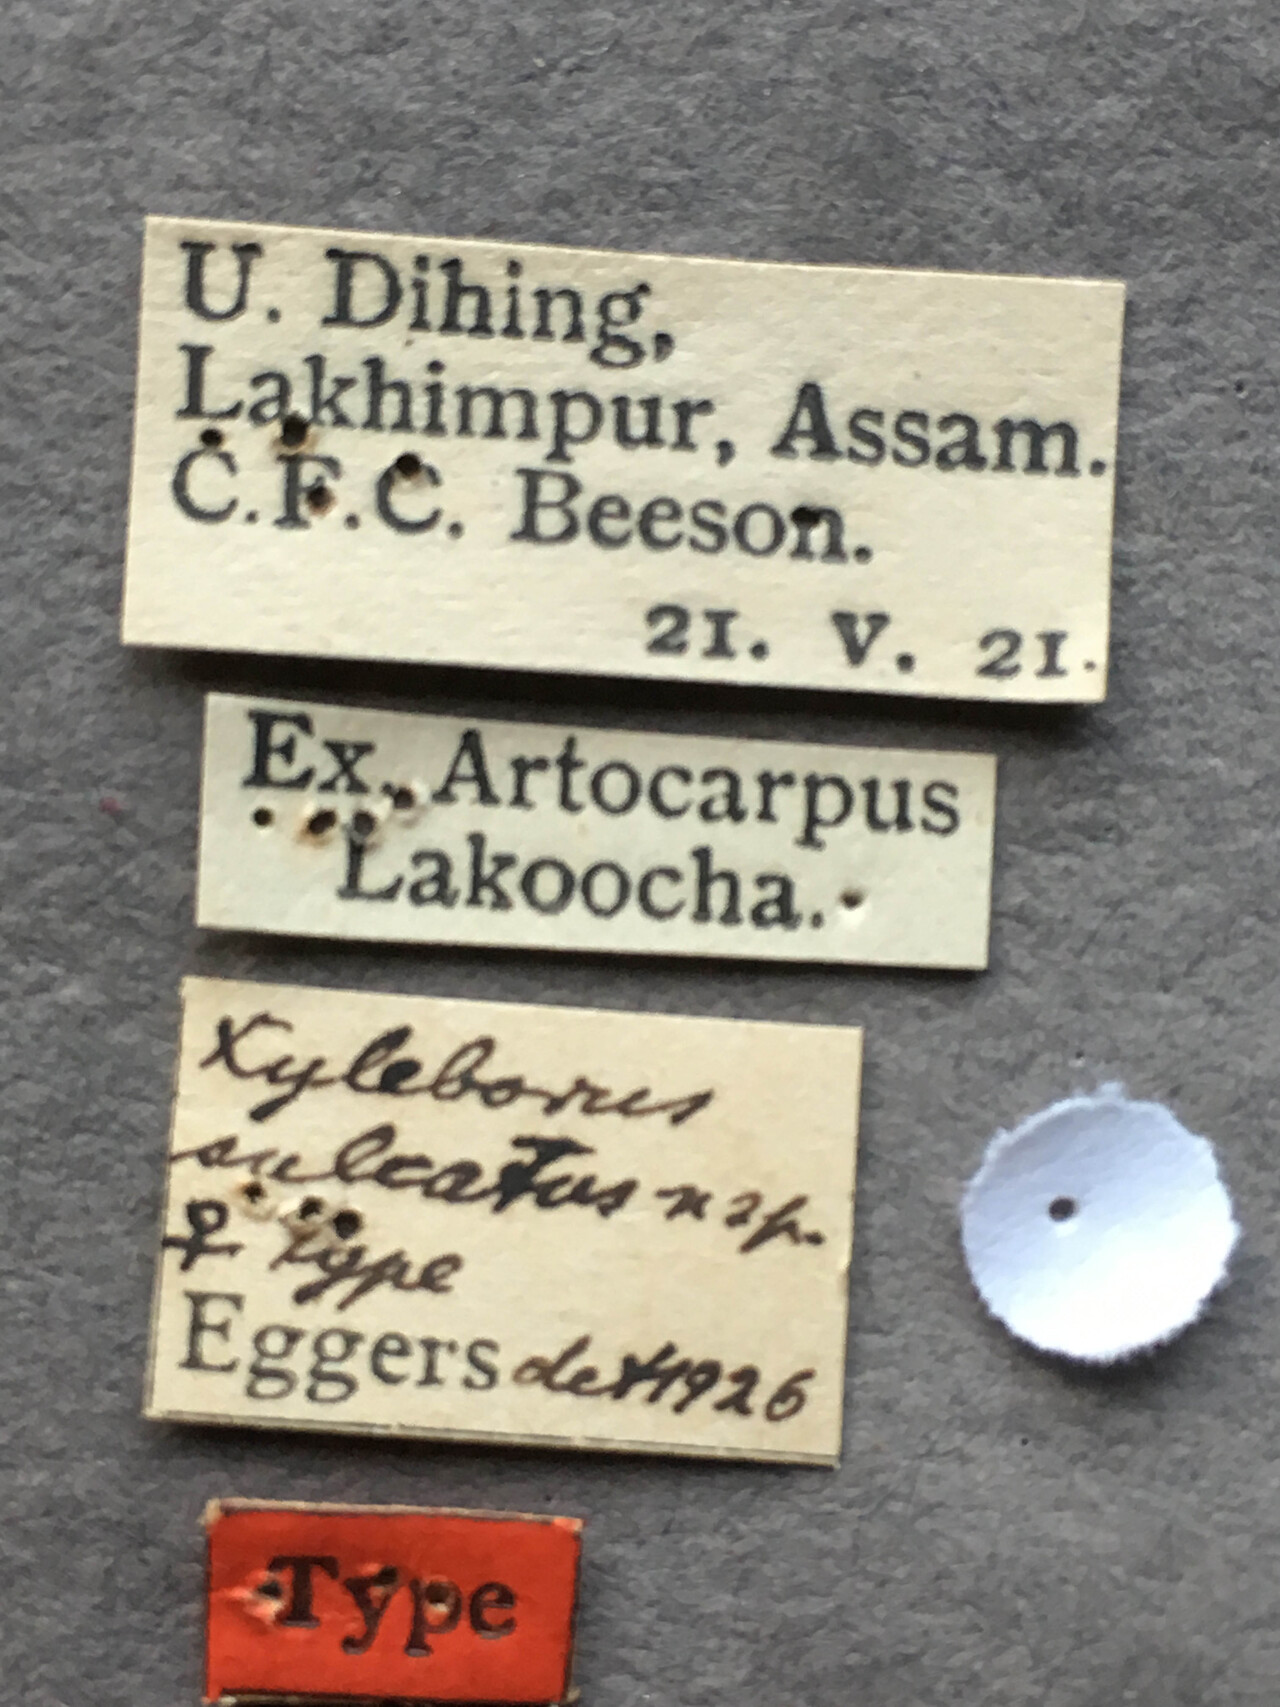 U. Dihing,
Lakhimpur, Assam.
C.F.C. Beeson.
21. V. 21.
Ex. Artocarpus
Lakoocha.
Xyleborus
sulcatus n sp.
♀ Type
Eggers det 1926
Type